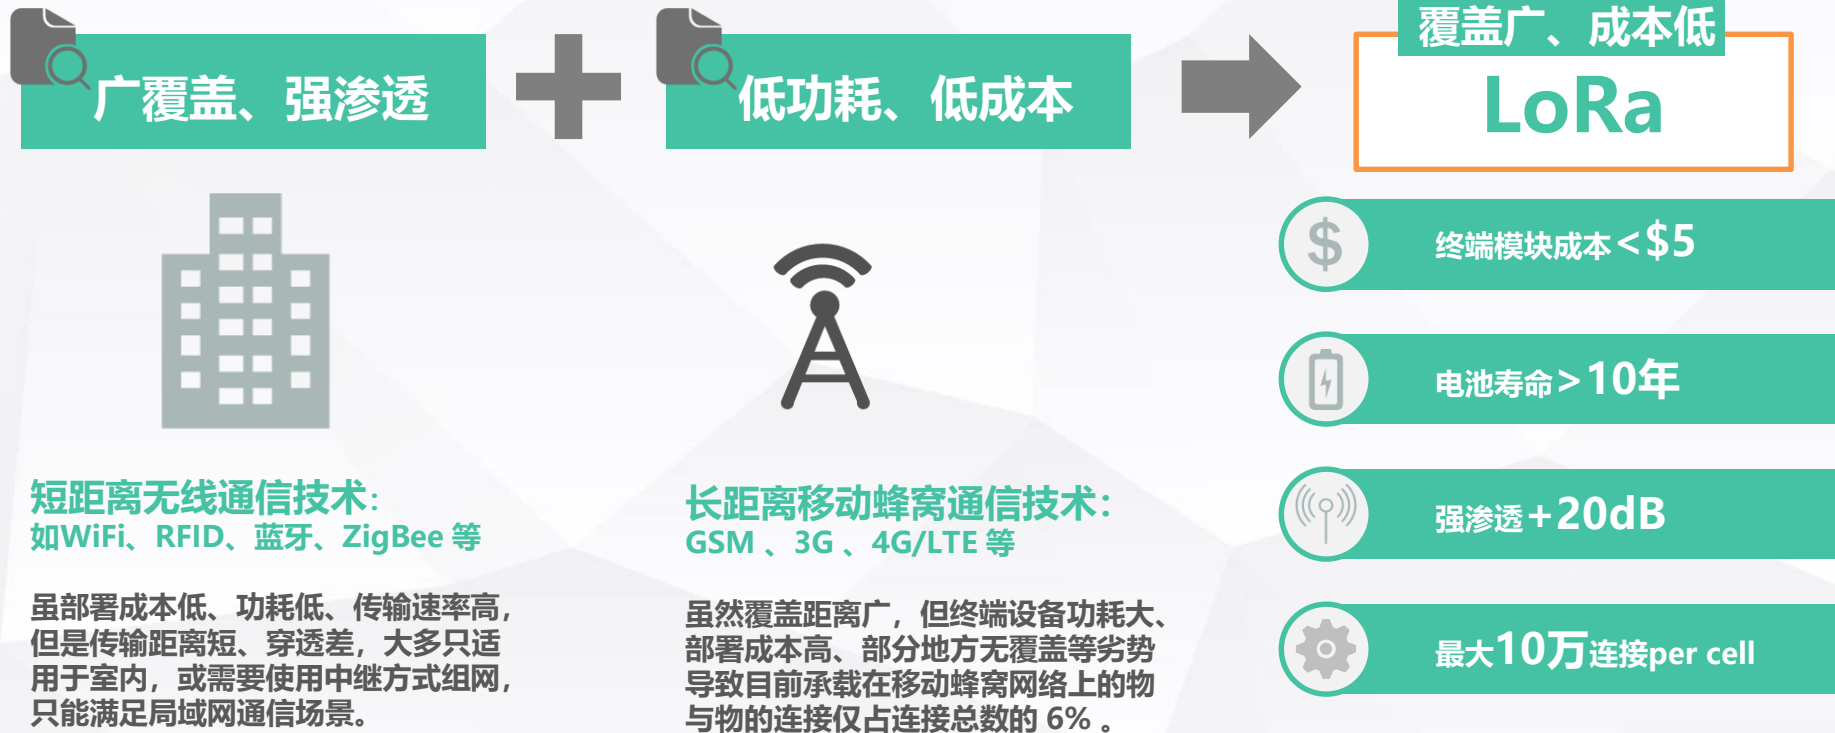 广覆盖、强渗透
低功耗、低成本
覆盖广、成本低
LoRa
短距离无线通信技术：
如WiFi、RFID、蓝牙、ZigBee 等
虽部署成本低、功耗低、传输速率高，
但是传输距离短、穿透差，大多只适
用于室内，或需要使用中继方式组网，
只能满足局域网通信场景。
长距离移动蜂窝通信技术：
GSM 、3G 、4G/LTE 等
虽然覆盖距离广，但终端设备功耗大、
部署成本高、部分地方无覆盖等劣势
导致目前承载在移动蜂窝网络上的物
与物的连接仅占连接总数的 6% 。
$
终端模块成本<$5
电池寿命>10年
强渗透+20dB
最大10万连接per cell